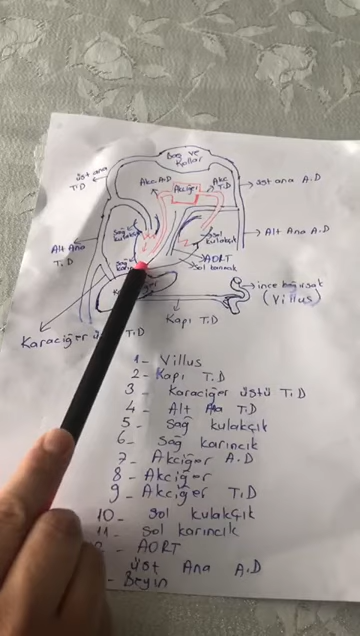 Baş ve
Kollar
üst ana
T.D
Akc A.D
Akciğer
Akc
T.D
üst ana A.D
Sağ
kulakçık
sol
kulakçık
Alt Ana A.D
Alt Ana
T.D
Sağ
AORT
Sol karıncık
ince bağırsak
(Villus)
Kapı T.D
Karaciğer T.D
1- Villus
2- Kapı T.D
3 Karaciğer üstü T.D
4 Alt Ana T.D
5 - Sağ kulakçık
6- Sağ karıncık
7- Akciğer A.D
8- Akciğer
9- Akciğer T.D
10- Sol kulakçık
11- Sol karıncık
- AORT
üst Ana A.D
- Beyin